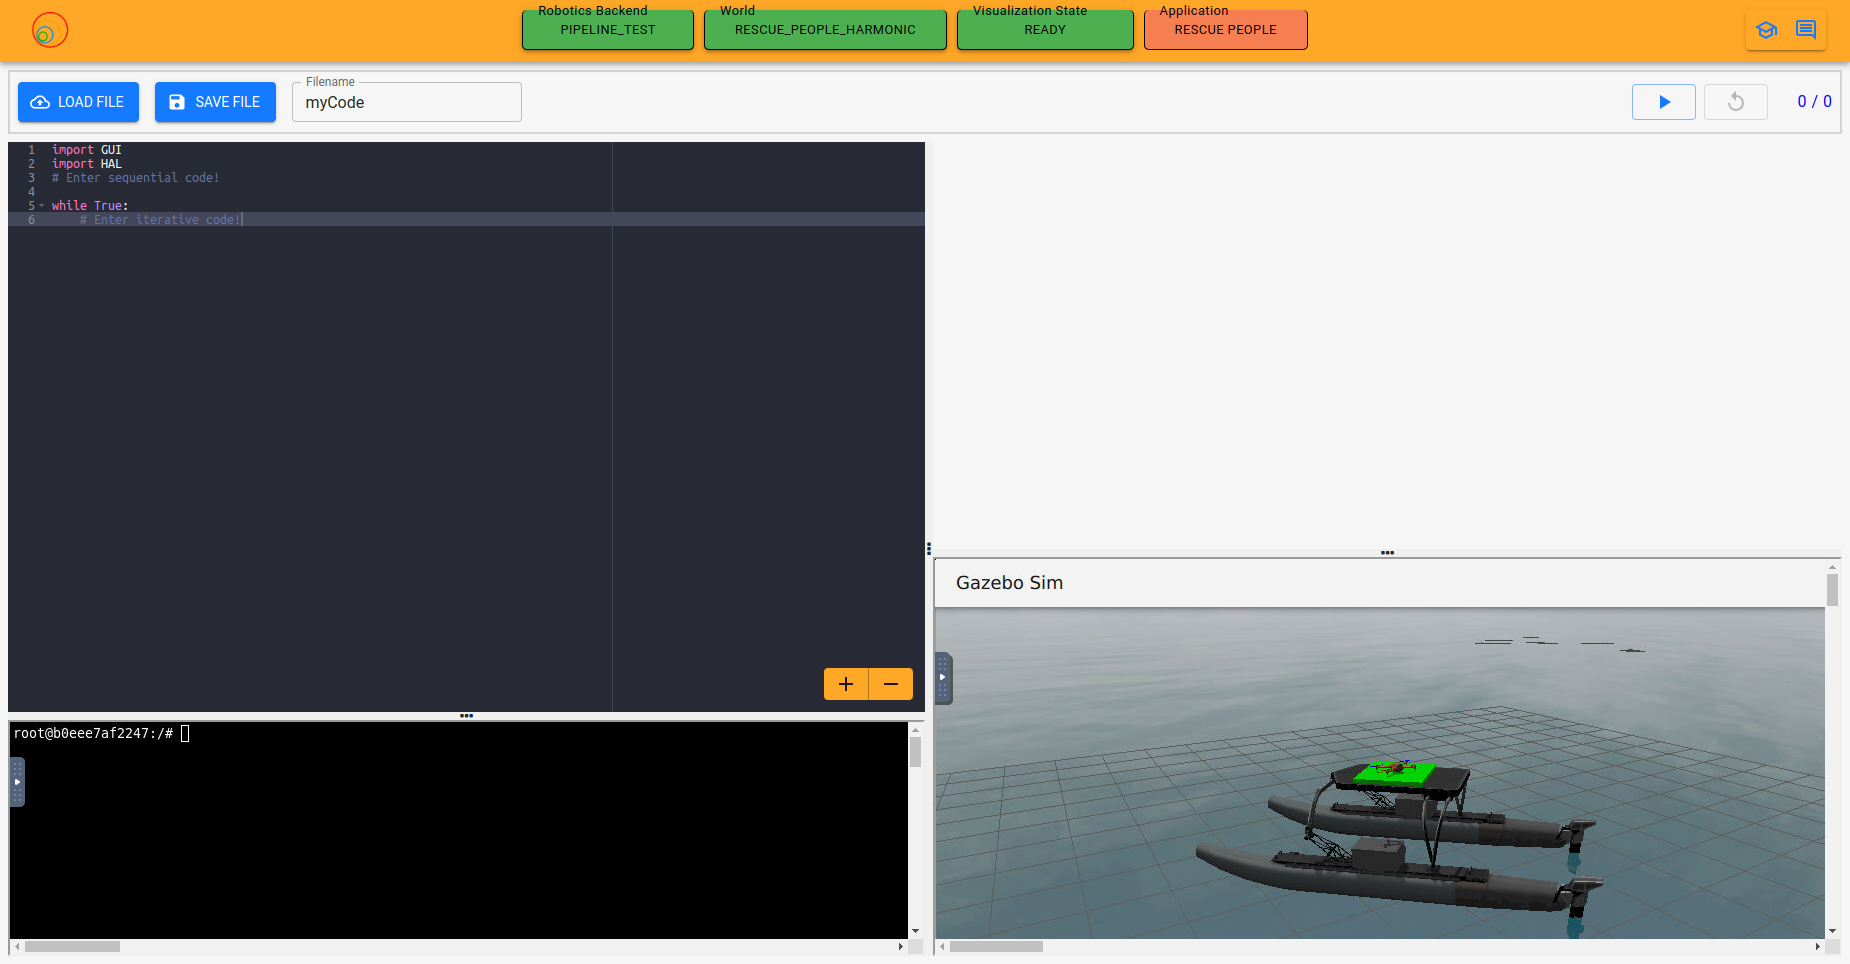 Robotics Backend
PIPELINE_TEST
World
RESCUE_PEOPLE_HARMONIC
Visualization State
READY
Application
RESCUE PEOPLE
LOAD FILE
SAVE FILE
Filename
myCode
0 / 0
1 import GUI
2 import HAL
3 # Enter sequential code!
4
5 while True:
6 # Enter iterative code!
+ −
root@b0eee7af2247:/#
Gazebo Sim